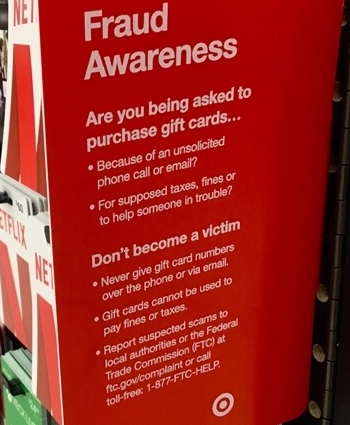 NET
Fraud
Awareness
Are you being asked to
purchase gift cards...
• Because of an unsolicited
phone call or email?
• For supposed taxes, fines or
to help someone in trouble?
Don't become a victim
• Never give gift card numbers
over the phone or via email.
• Gift cards cannot be used to
pay fines or taxes.
• Report suspected scams to
local authorities or the Federal
Trade Commission (FTC) at
ftc.gov/complaint or call
toll-free: 1-877-FTC-HELP.
ETFLIX
NET